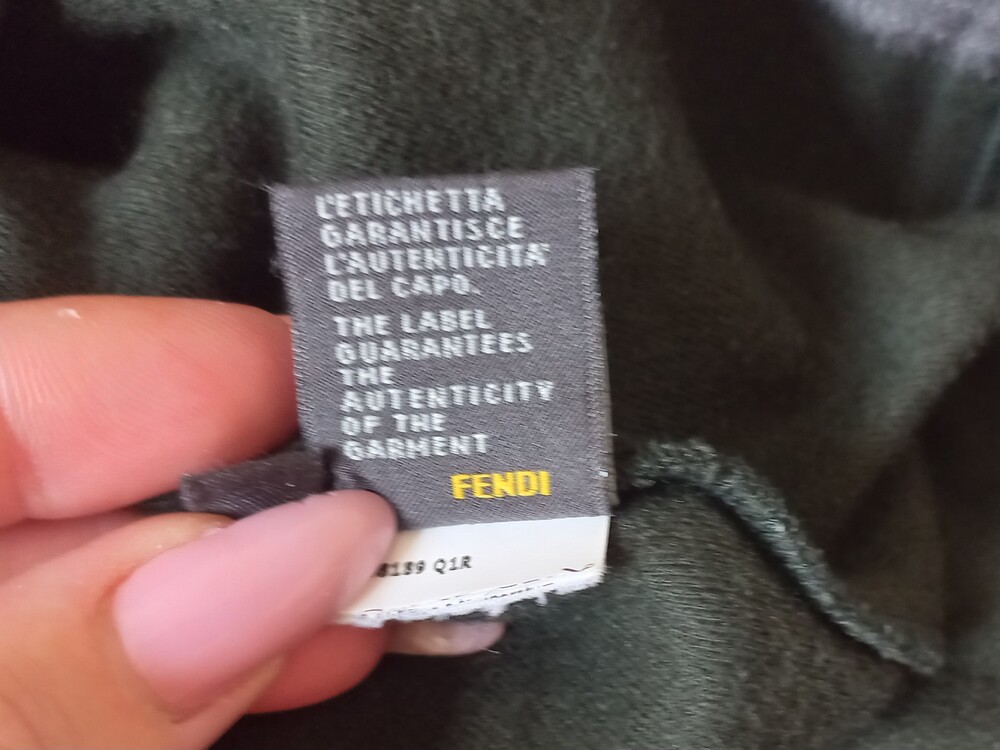 L'ETICHETTA
GARANTISCE
L'AUTENTICITA'
DEL CAPO.
THE LABEL
GUARANTEES
THE
AUTENTICITY
OF THE
GARMENT
FENDI
Q1R